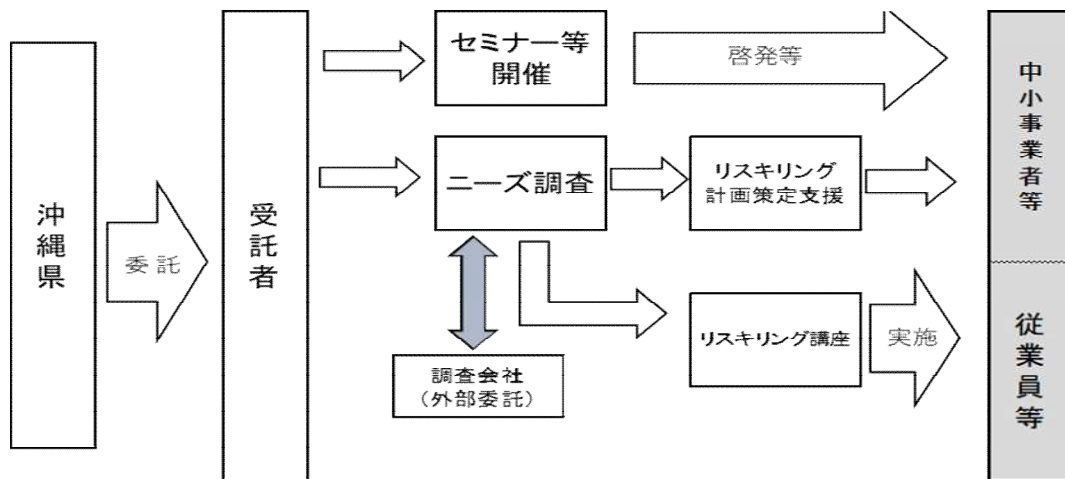 沖縄県
委託
受託者
セミナー等
開催
啓発等
ニーズ調査
リスキリング
計画策定支援
調査会社
（外部委託）
リスキリング講座
実施
中小事業者等
従業員等